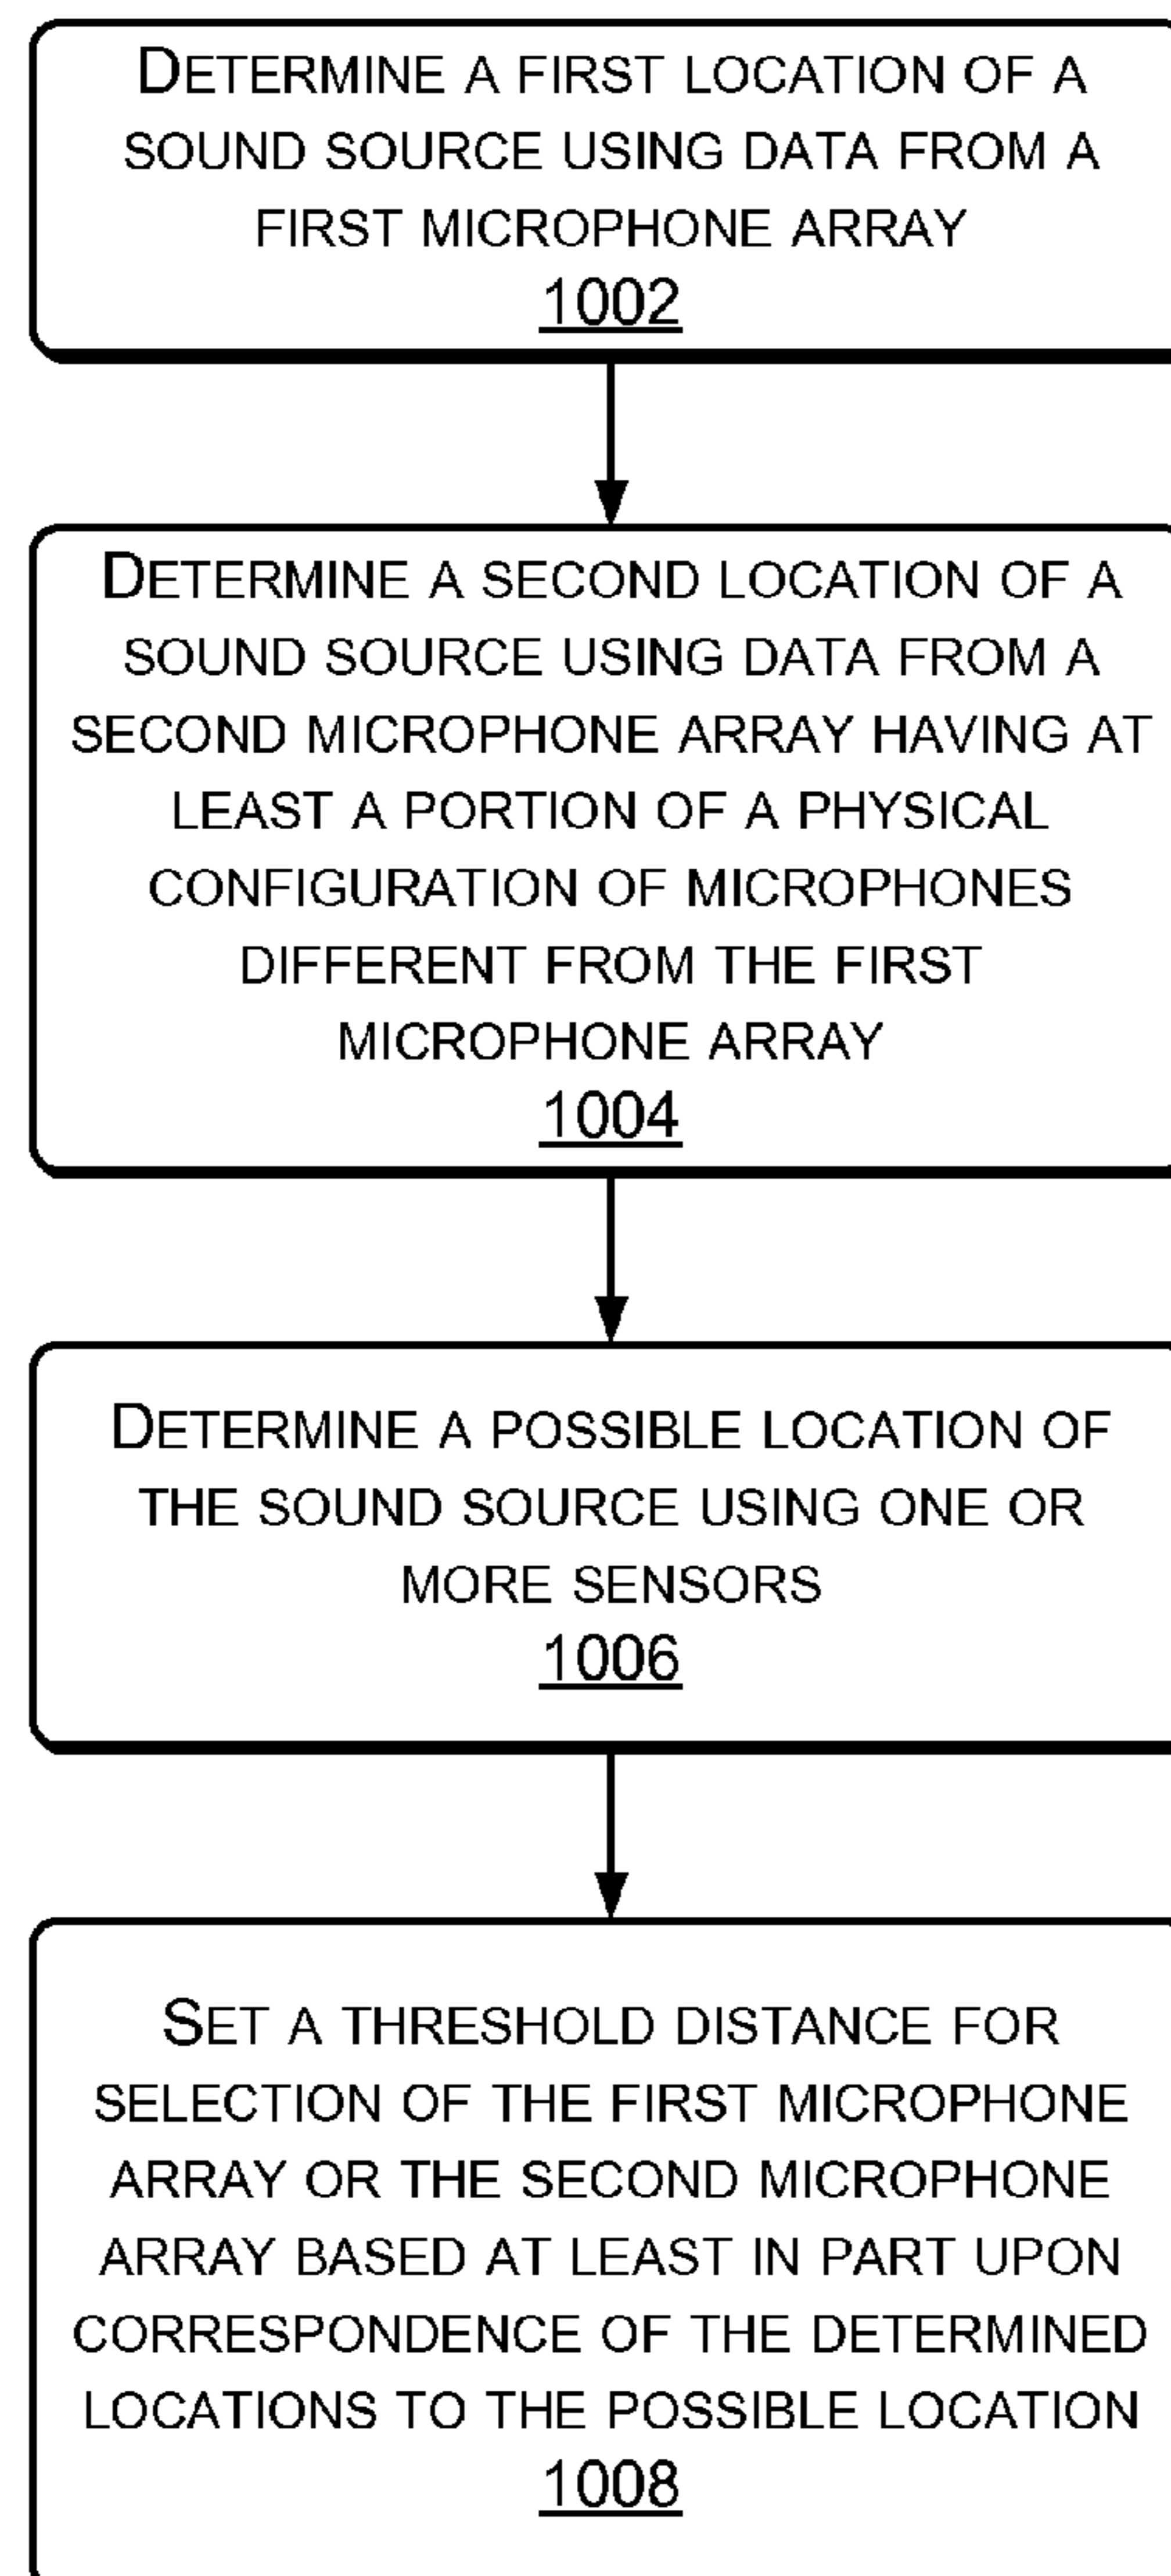 DETERMINE A FIRST LOCATION OF A
SOUND SOURCE USING DATA FROM A
FIRST MICROPHONE ARRAY
1002
DETERMINE A SECOND LOCATION OF A
SOUND SOURCE USING DATA FROM A
SECOND MICROPHONE ARRAY HAVING AT
LEAST A PORTION OF A PHYSICAL
CONFIGURATION OF MICROPHONES
DIFFERENT FROM THE FIRST
MICROPHONE ARRAY
1004
DETERMINE A POSSIBLE LOCATION OF
THE SOUND SOURCE USING ONE OR
MORE SENSORS
1006
SET A THRESHOLD DISTANCE FOR
SELECTION OF THE FIRST MICROPHONE
ARRAY OR THE SECOND MICROPHONE
ARRAY BASED AT LEAST IN PART UPON
CORRESPONDENCE OF THE DETERMINED
LOCATIONS TO THE POSSIBLE LOCATION
1008